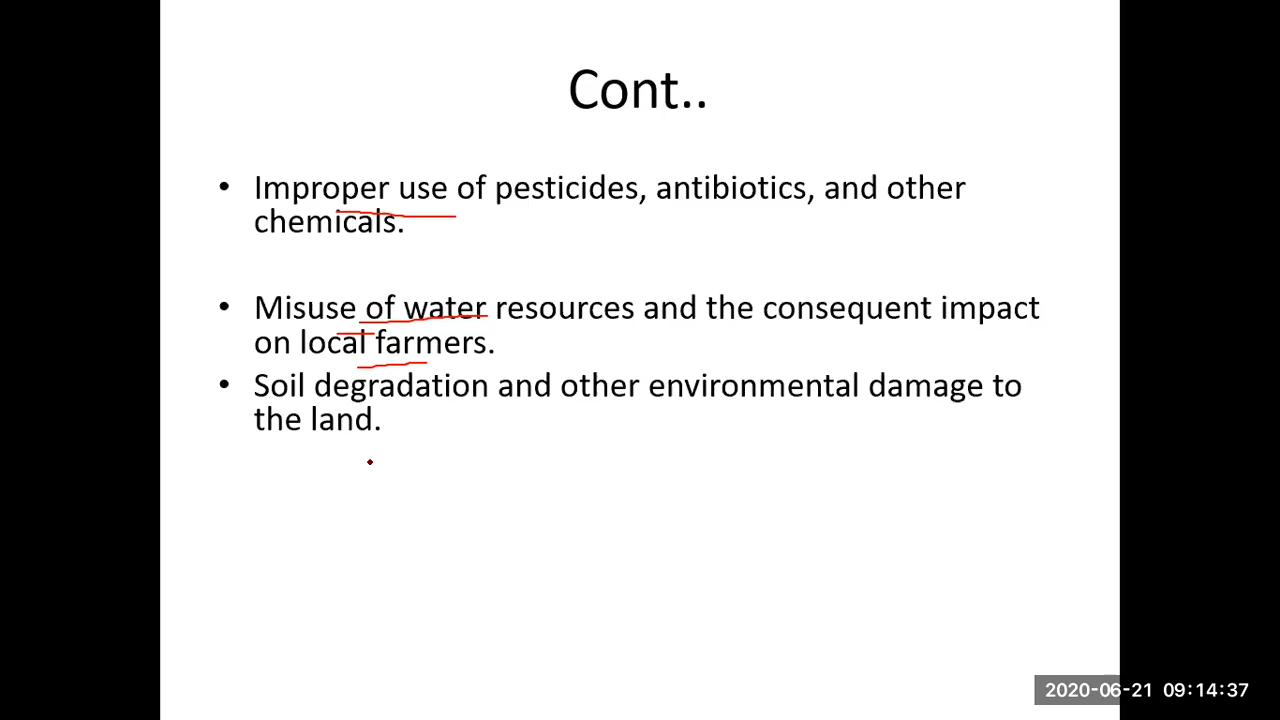 Cont..
• Improper use of pesticides, antibiotics, and other
chemicals.
• Misuse of water resources and the consequent impact
on local farmers.
• Soil degradation and other environmental damage to
the land.
2020-06-21 09:14:37